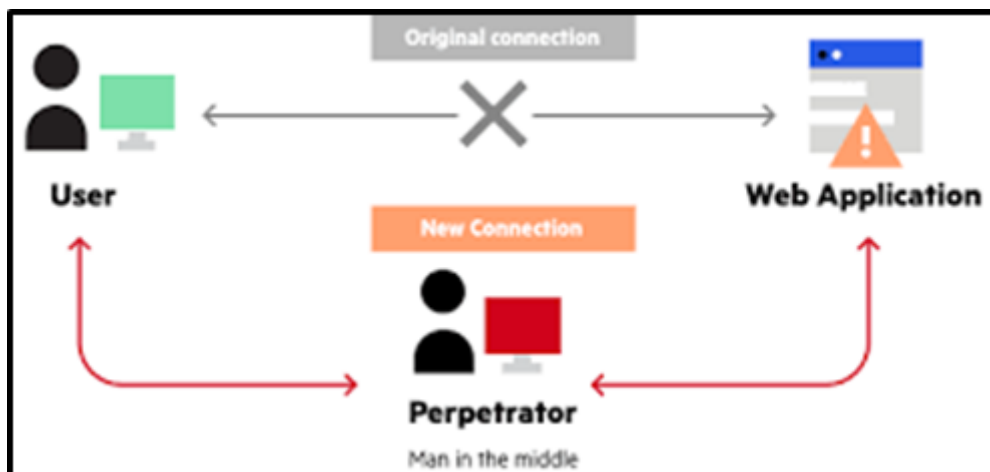 Original connection
User
Web Application
New Connection
Perpetrator
Man in the middle